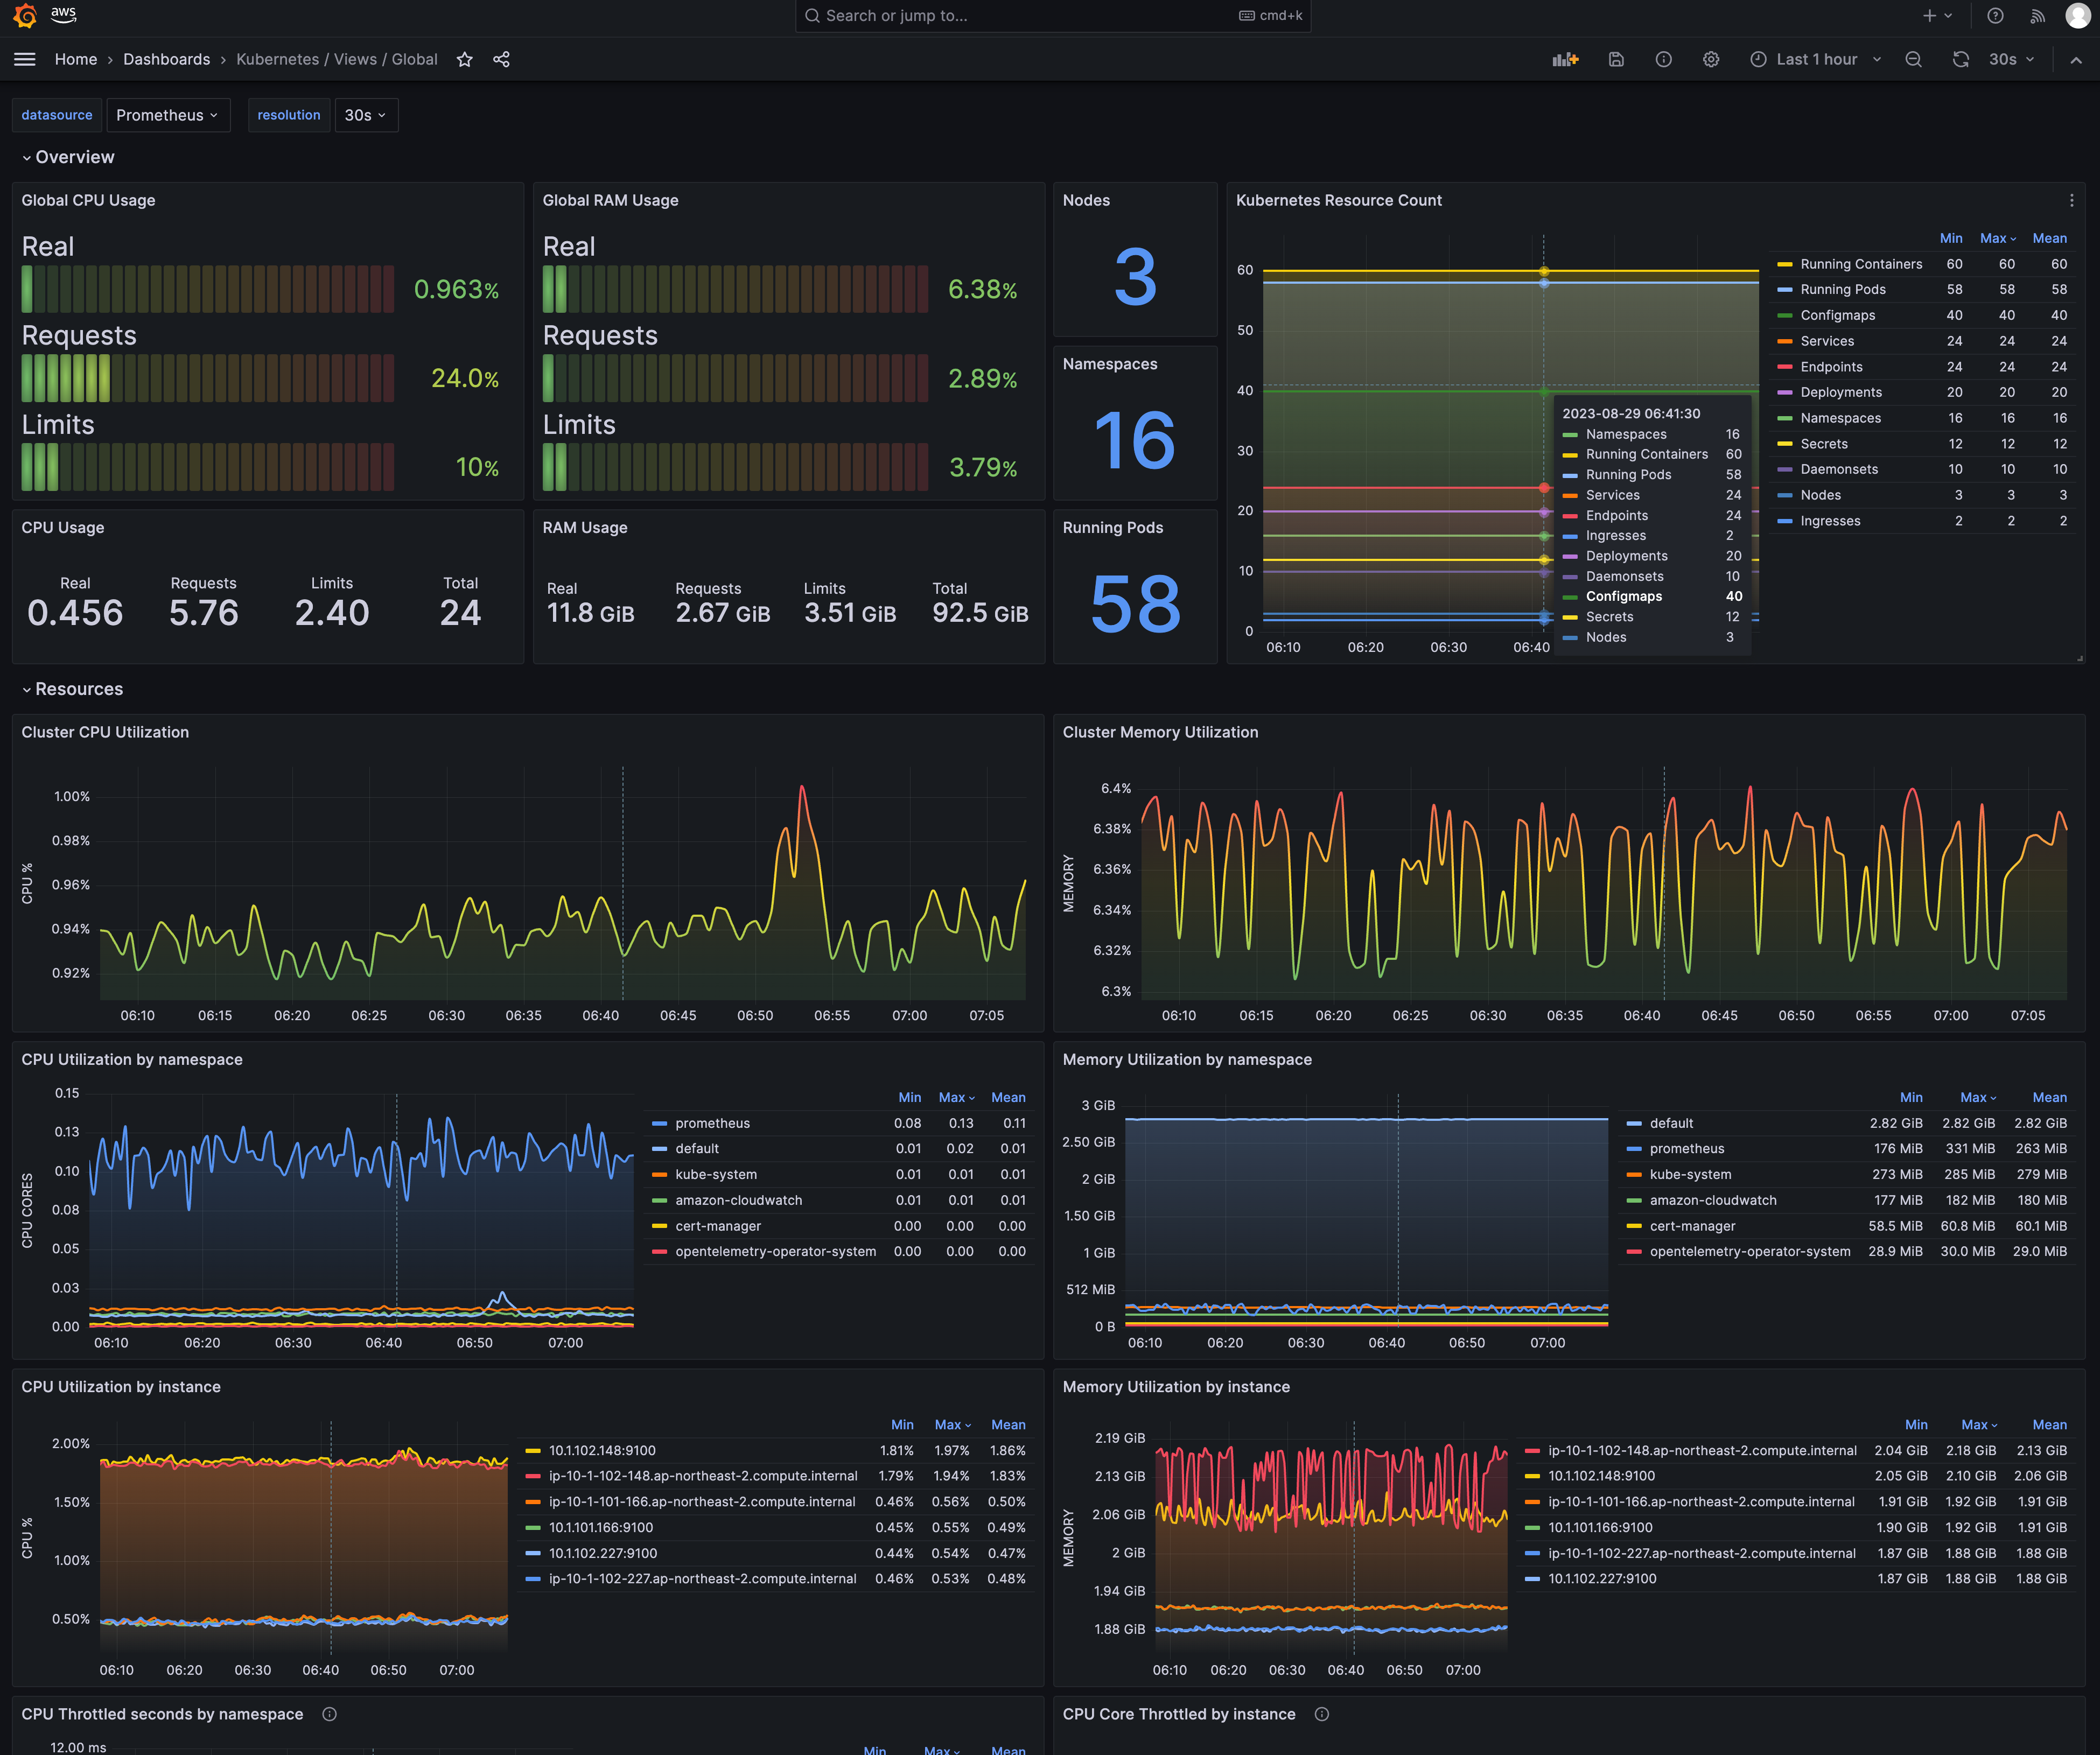 aws
Search or jump to...
cmd+k
Home › Dashboards › Kubernetes / Views / Global
Last 1 hour
30s
datasource
Prometheus
resolution
30s
Overview
Global CPU Usage
Real
0.963%
Requests
24.0%
Limits
10%
Global RAM Usage
Real
6.38%
Requests
2.89%
Limits
3.79%
Nodes
3
Namespaces
16
CPU Usage
Real Requests Limits Total
0.456 5.76 2.40 24
RAM Usage
Real Requests Limits Total
11.8 GiB 2.67 GiB 3.51 GiB 92.5 GiB
Running Pods
58
Kubernetes Resource Count
60
50
40
30
20
10
0
06:10 06:20 06:30 06:40
2023-08-29 06:41:30
Namespaces 16
Running Containers 60
Running Pods 58
Services 24
Endpoints 24
Ingresses 2
Deployments 20
Daemonsets 10
Configmaps 40
Secrets 12
Nodes 3
Min Max Mean
Running Containers 60 60 60
Running Pods 58 58 58
Configmaps 40 40 40
Services 24 24 24
Endpoints 24 24 24
Deployments 20 20 20
Namespaces 16 16 16
Secrets 12 12 12
Daemonsets 10 10 10
Nodes 3 3 3
Ingresses 2 2 2
Resources
Cluster CPU Utilization
CPU %
1.00%
0.98%
0.96%
0.94%
0.92%
06:10 06:15 06:20 06:25 06:30 06:35 06:40 06:45 06:50 06:55 07:00 07:05
Cluster Memory Utilization
MEMORY
6.4%
6.38%
6.36%
6.34%
6.32%
6.3%
06:10 06:15 06:20 06:25 06:30 06:35 06:40 06:45 06:50 06:55 07:00 07:05
CPU Utilization by namespace
CPU CORES
0.15
0.13
0.10
0.08
0.05
0.03
0.00
06:10 06:20 06:30 06:40 06:50 07:00
Min Max Mean
prometheus 0.08 0.13 0.11
default 0.01 0.02 0.01
kube-system 0.01 0.01 0.01
amazon-cloudwatch 0.01 0.01 0.01
cert-manager 0.00 0.00 0.00
opentelemetry-operator-system 0.00 0.00 0.00
Memory Utilization by namespace
3 GiB
2.50 GiB
2 GiB
1.50 GiB
1 GiB
512 MiB
0 B
06:10 06:20 06:30 06:40 06:50 07:00
Min Max Mean
default 2.82 GiB 2.82 GiB 2.82 GiB
prometheus 176 MiB 331 MiB 263 MiB
kube-system 273 MiB 285 MiB 279 MiB
amazon-cloudwatch 177 MiB 182 MiB 180 MiB
cert-manager 58.5 MiB 60.8 MiB 60.1 MiB
opentelemetry-operator-system 28.9 MiB 30.0 MiB 29.0 MiB
CPU Utilization by instance
CPU %
2.00%
1.50%
1.00%
0.50%
06:10 06:20 06:30 06:40 06:50 07:00
Min Max Mean
10.1.102.148:9100 1.81% 1.97% 1.86%
ip-10-1-102-148.ap-northeast-2.compute.internal 1.79% 1.94% 1.83%
ip-10-1-101-166.ap-northeast-2.compute.internal 0.46% 0.56% 0.50%
10.1.101.166:9100 0.45% 0.55% 0.49%
10.1.102.227:9100 0.44% 0.54% 0.47%
ip-10-1-102-227.ap-northeast-2.compute.internal 0.46% 0.53% 0.48%
Memory Utilization by instance
MEMORY
2.19 GiB
2.13 GiB
2.06 GiB
2 GiB
1.94 GiB
1.88 GiB
06:10 06:20 06:30 06:40 06:50 07:00
Min Max Mean
ip-10-1-102-148.ap-northeast-2.compute.internal 2.04 GiB 2.18 GiB 2.13 GiB
10.1.102.148:9100 2.05 GiB 2.10 GiB 2.06 GiB
ip-10-1-101-166.ap-northeast-2.compute.internal 1.91 GiB 1.92 GiB 1.91 GiB
10.1.101.166:9100 1.90 GiB 1.92 GiB 1.91 GiB
ip-10-1-102-227.ap-northeast-2.compute.internal 1.87 GiB 1.88 GiB 1.88 GiB
10.1.102.227:9100 1.87 GiB 1.88 GiB 1.88 GiB
CPU Throttled seconds by namespace
12.00 ms
Min Max Mean
CPU Core Throttled by instance